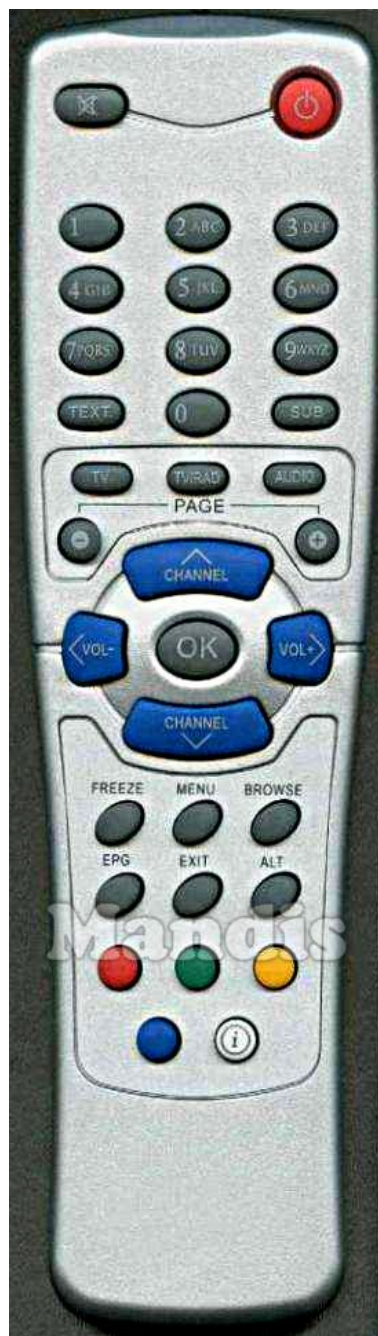 1 2 ABC 3 DEF
4 GHI 5 JKL 6 MNO
7 PQRS 8 TUV 9 WXYZ
TEXT 0 SUB
TV TV/RAD AUDIO
PAGE
- +
CHANNEL
VOL- OK VOL+
CHANNEL
FREEZE MENU BROWSE
EPG EXIT ALT
Mandis
i